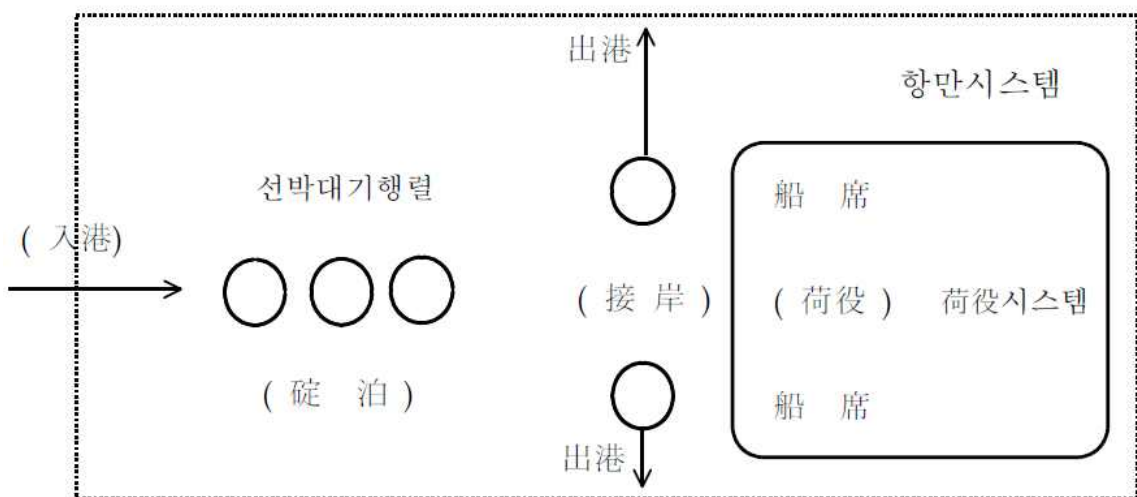 出港
항만시스템
선박대기행렬
船 席
( 入港)
( 接 岸 )
( 荷役 )
荷役시스템
( 碇 泊 )
船 席
出港